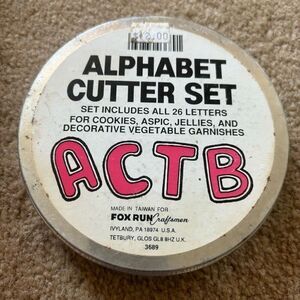 $12.00
ALPHABET
CUTTER SET
SET INCLUDES ALL 26 LETTERS
FOR COOKIES, ASPIC, JELLIES, AND
DECORATIVE VEGETABLE GARNISHES
ACTB
MADE IN TAIWAN FOR
FOX RUN Craftsmen
IVYLAND, PA 18974 U.S.A.
TETBURY, GLOS GL8 8HZ U.K.
3689